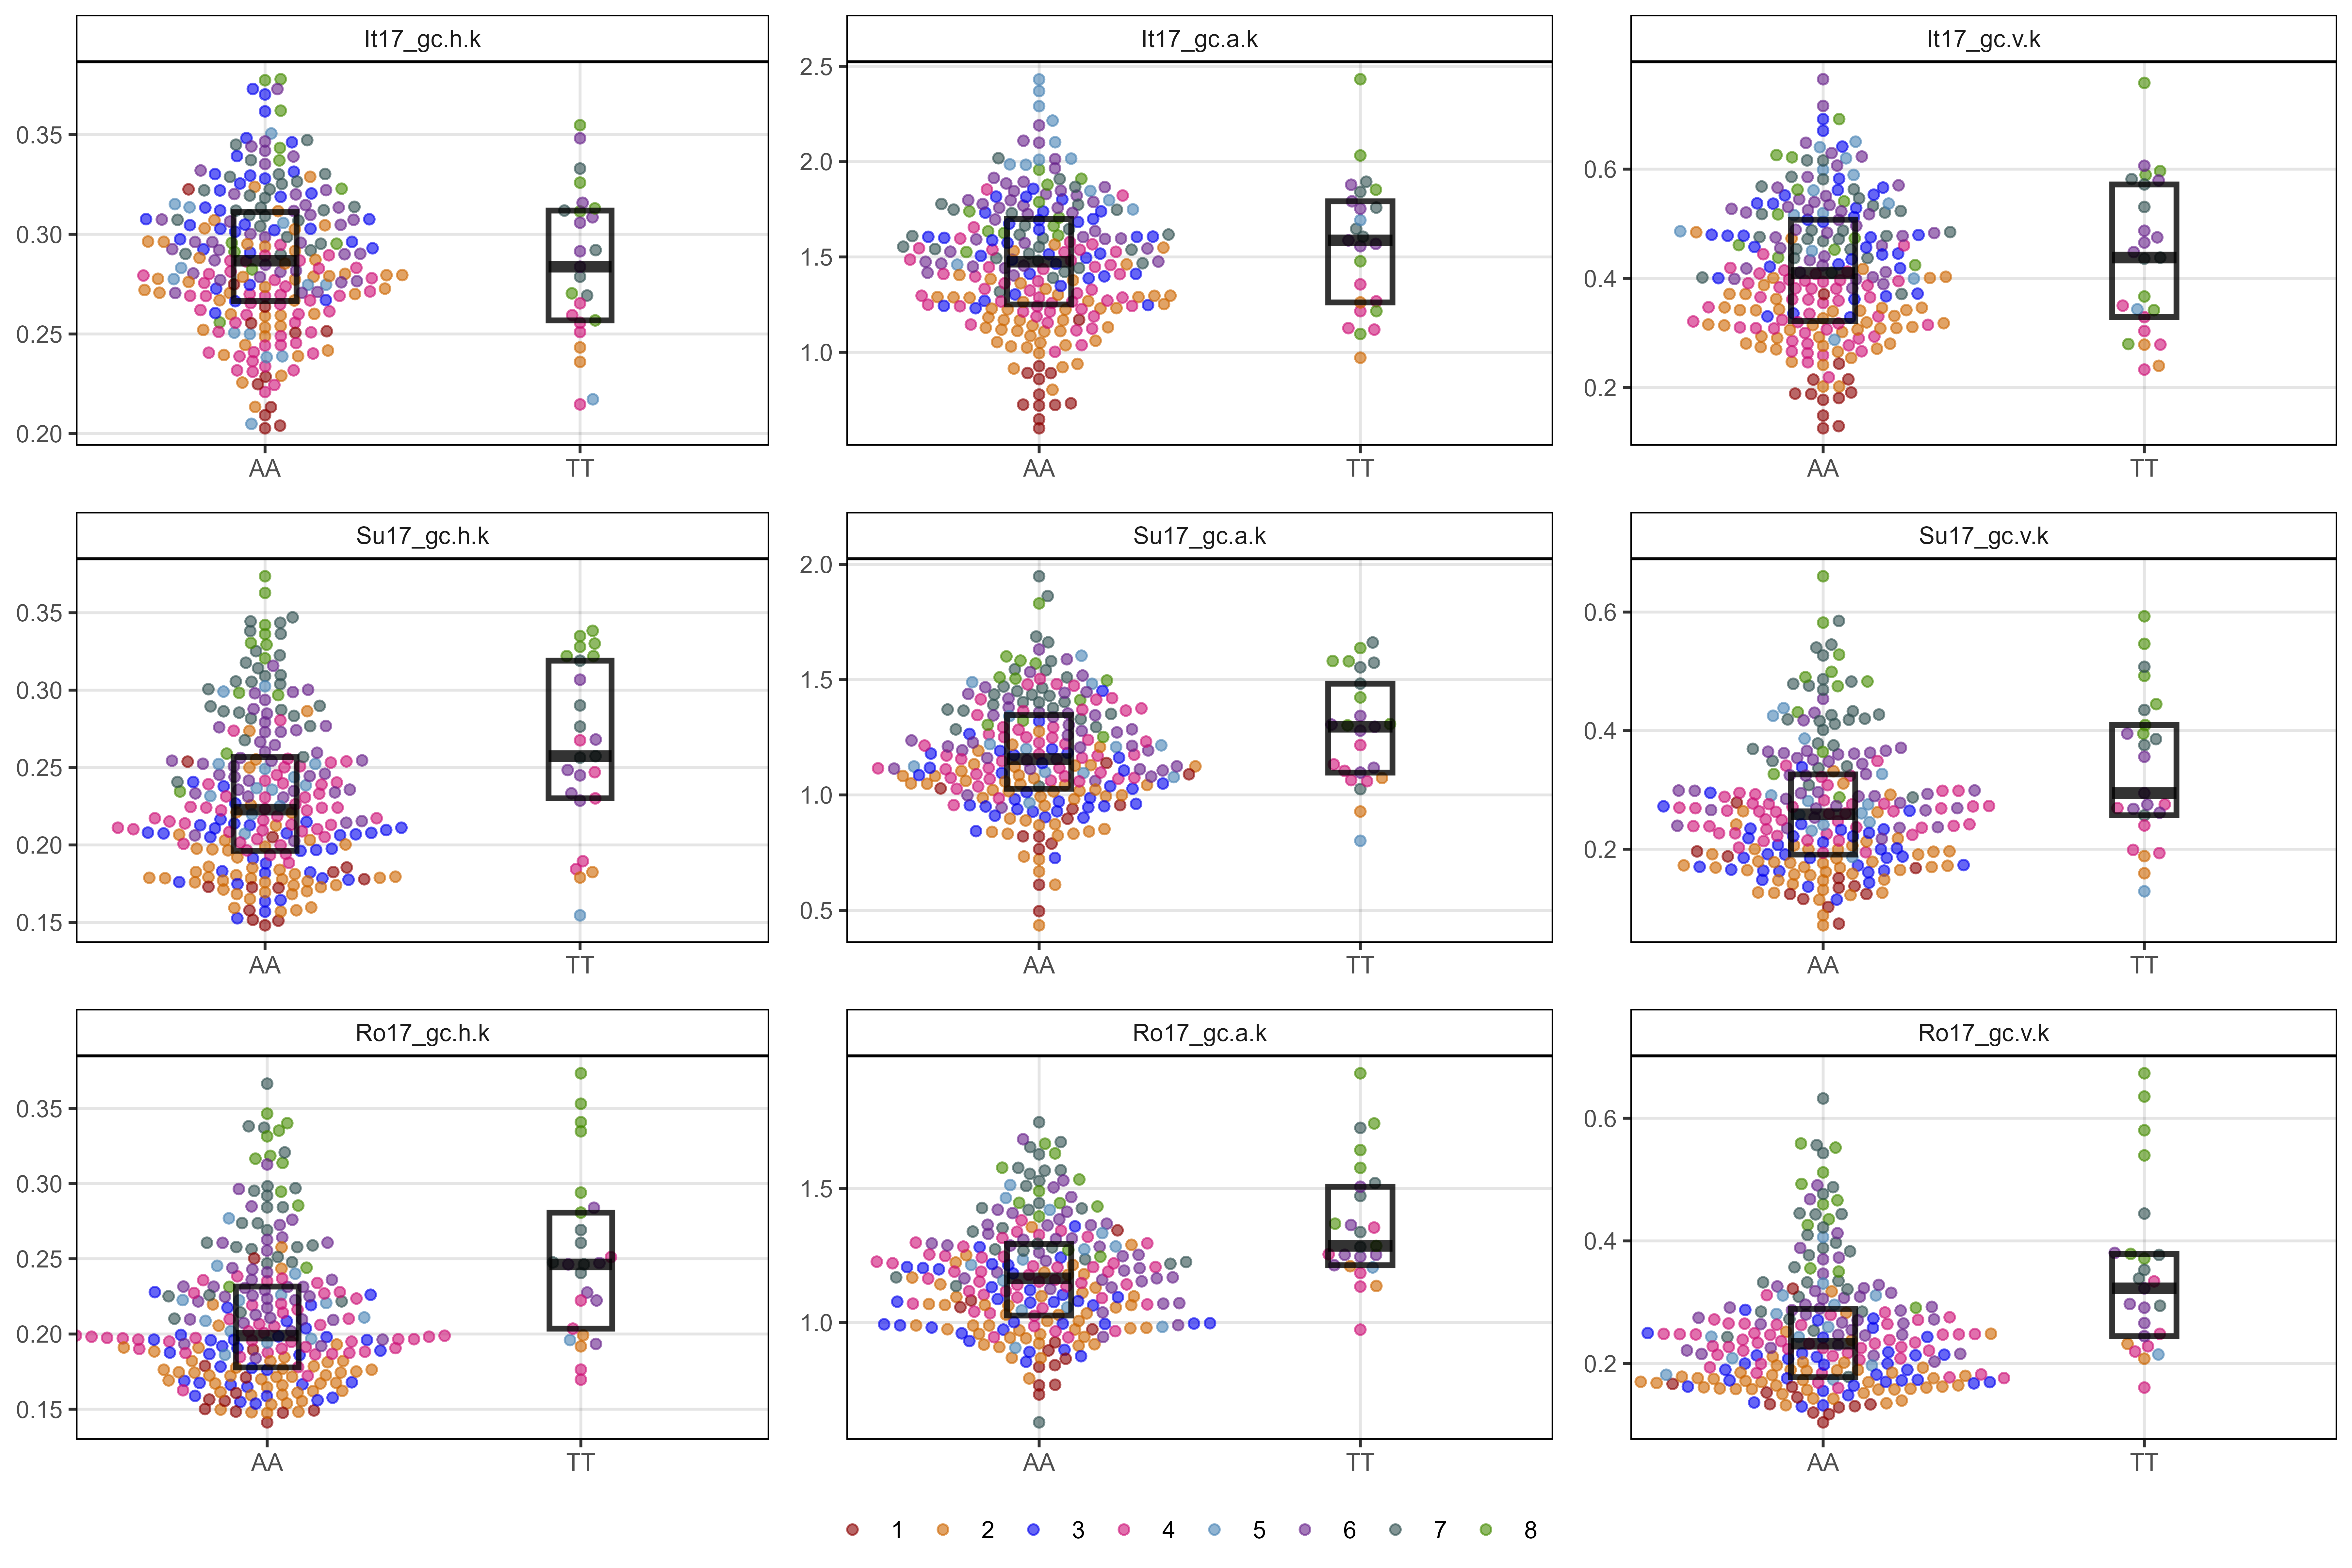 It17_gc.h.k It17_gc.a.k It17_gc.v.k
0.35
0.30
0.25
0.20
AA TT
2.5
2.0
1.5
1.0
AA TT
0.6
0.4
0.2
AA TT
Su17_gc.h.k Su17_gc.a.k Su17_gc.v.k
0.35
0.30
0.25
0.20
0.15
AA TT
2.0
1.5
1.0
0.5
AA TT
0.6
0.4
0.2
AA TT
Ro17_gc.h.k Ro17_gc.a.k Ro17_gc.v.k
0.35
0.30
0.25
0.20
0.15
AA TT
1.5
1.0
AA TT
0.6
0.4
0.2
AA TT
1 2 3 4 5 6 7 8